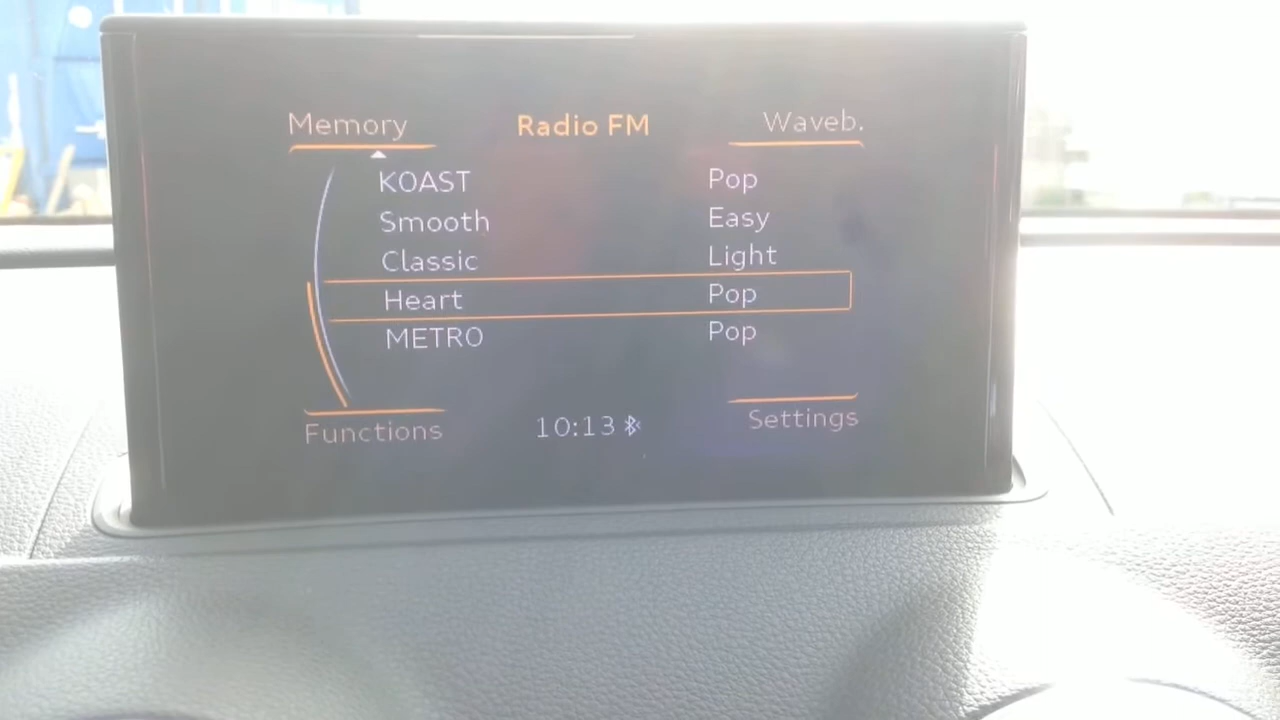 Memory Radio FM Waveb.
KOAST Pop
Smooth Easy
Classic Light
Heart Pop
METRO Pop
Functions 10:13 Settings